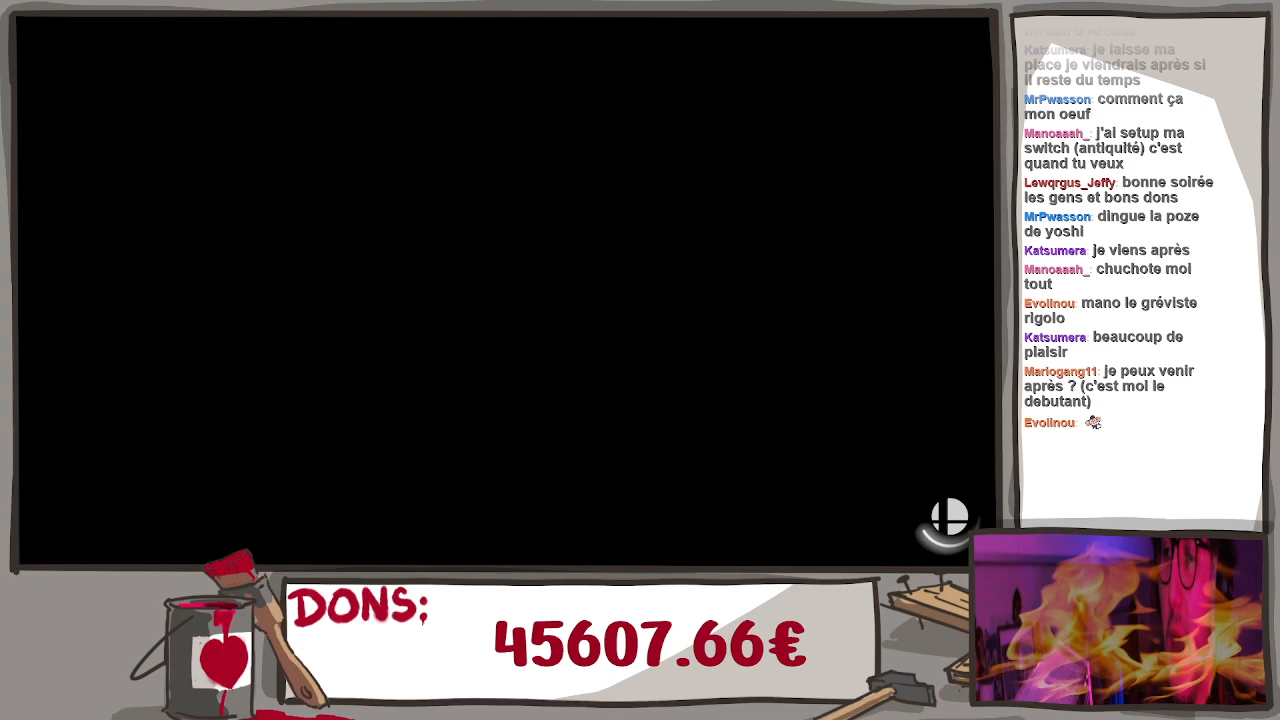 Katsumera: je laisse ma
place je viendrais après si
il reste du temps
MrPwasson: comment ça
mon oeuf
Manoaaah_: j'ai setup ma
switch (antiquité) c'est
quand tu veux
Lewqrgus_Jeffy: bonne soirée
les gens et bons dons
MrPwasson: dingue la poze
de yoshi
Katsumera: je viens après
Manoaaah_: chuchote moi
tout
Evolinou: mano le gréviste
rigolo
Katsumera: beaucoup de
plaisir
Mariogang11: je peux venir
après ? (c'est moi le
debutant)
Evolinou:
DONS:
45607.66€